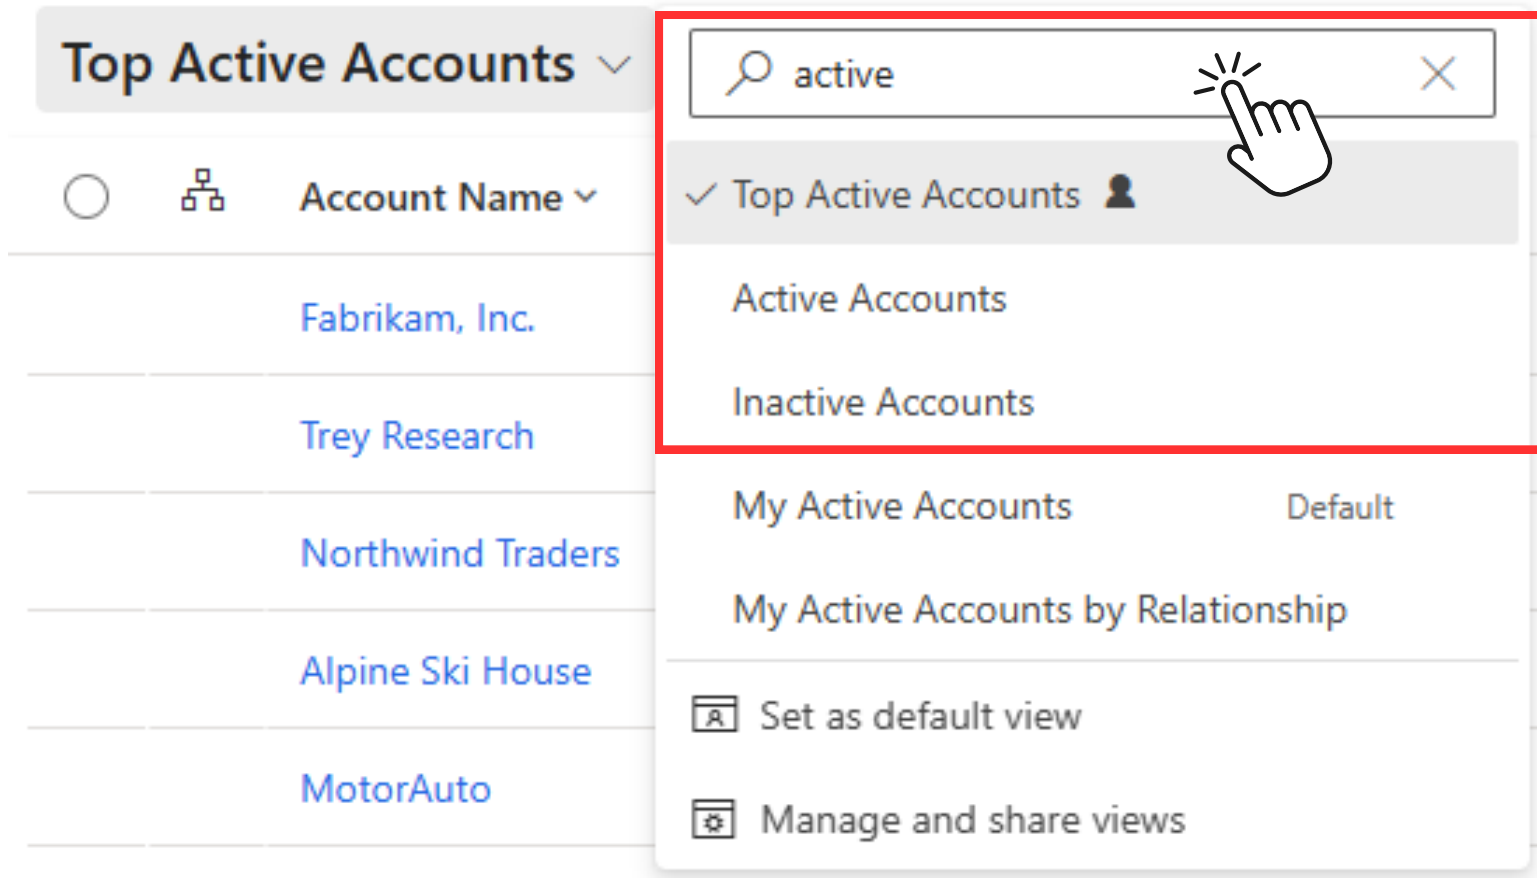 Top Active Accounts
active
Top Active Accounts
Account Name
Active Accounts
Fabrikam, Inc.
Inactive Accounts
Trey Research
My Active Accounts Default
Northwind Traders
My Active Accounts by Relationship
Alpine Ski House
Set as default view
MotorAuto
Manage and share views